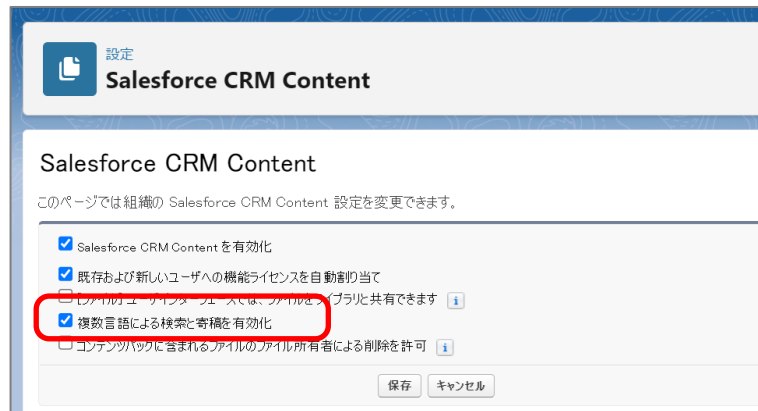 設定
Salesforce CRM Content
Salesforce CRM Content
このページでは組織の Salesforce CRM Content 設定を変更できます。
Salesforce CRM Content を有効化
既存および新しいユーザへの機能ライセンスを自動割り当て
[ファイル] ユーザインターフェースでは、ファイルをライブラリと共有できます
複数言語による検索と寄稿を有効化
コンテンツパックに含まれるファイルのファイル所有者による削除を許可
保存 キャンセル